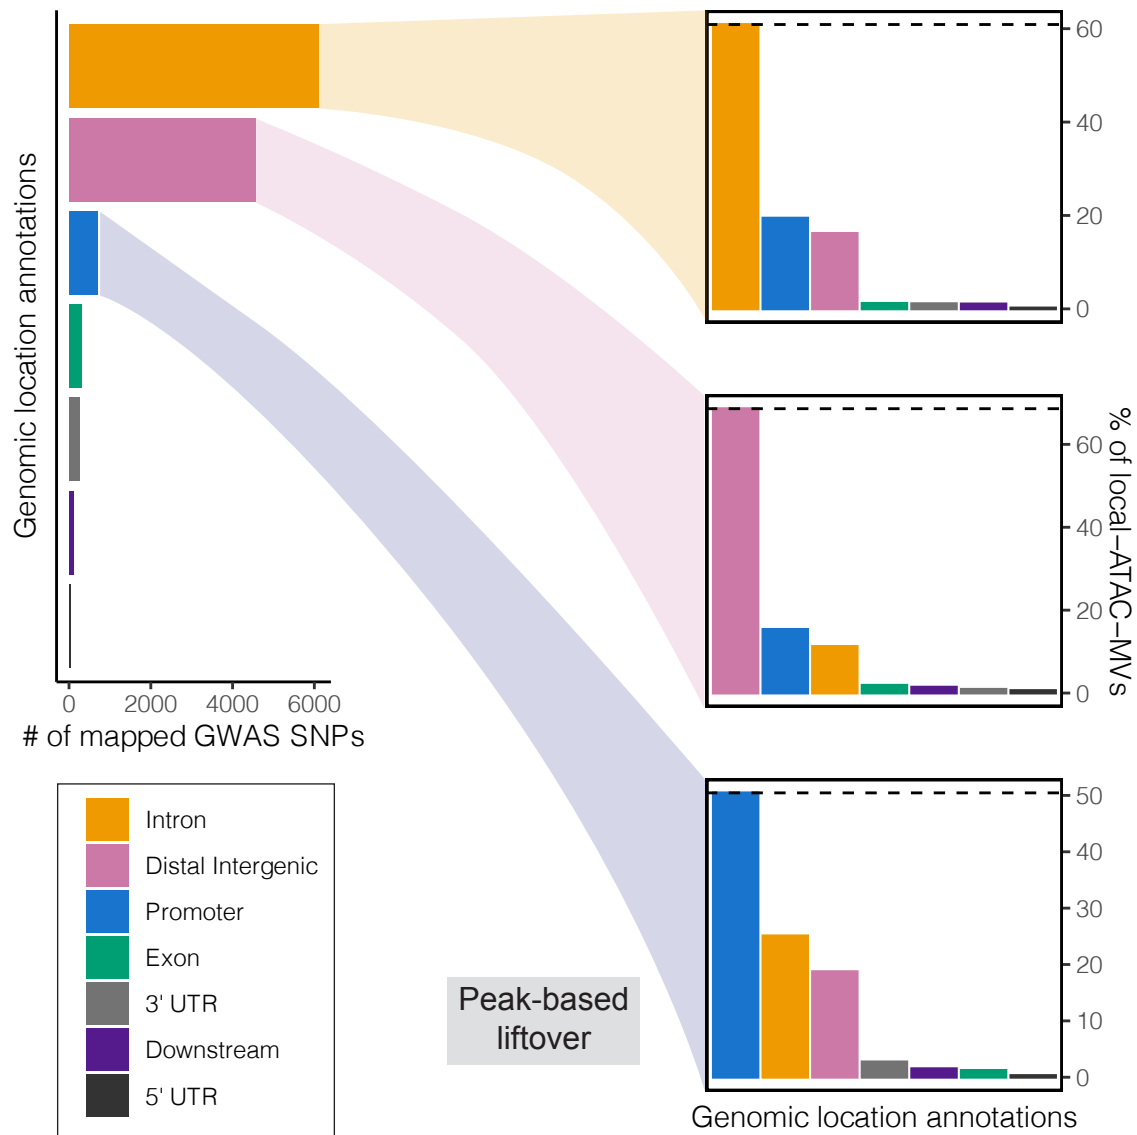 Genomic location annotations
0 2000 4000 6000
# of mapped GWAS SNPs
Intron
Distal Intergenic
Promoter
Exon
3' UTR
Downstream
5' UTR
Peak-based
liftover
60
40
20
0
60
40
20
0
% of local–ATAC–MVs
50
40
30
20
10
0
Genomic location annotations